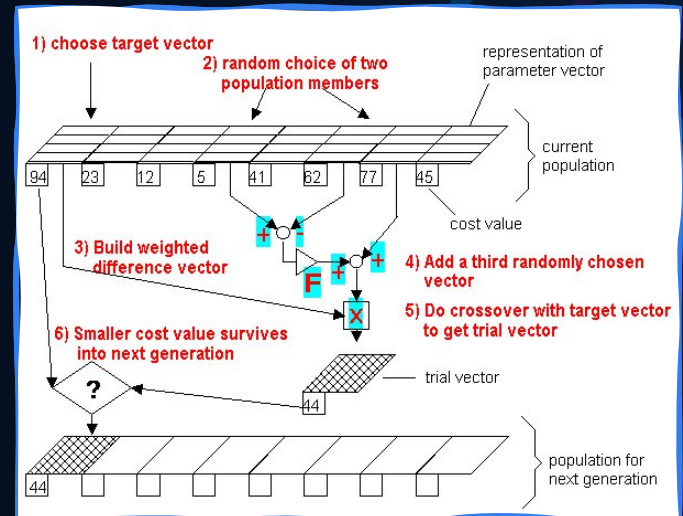 1) choose target vector
2) random choice of two
population members
representation of
parameter vector
current
population
94 23 12 5 41 62 77 45
cost value
+ -
3) Build weighted
difference vector
F + +
4) Add a third randomly chosen
vector
X
5) Do crossover with target vector
to get trial vector
6) Smaller cost value survives
into next generation
?
trial vector
44
population for
next generation
44